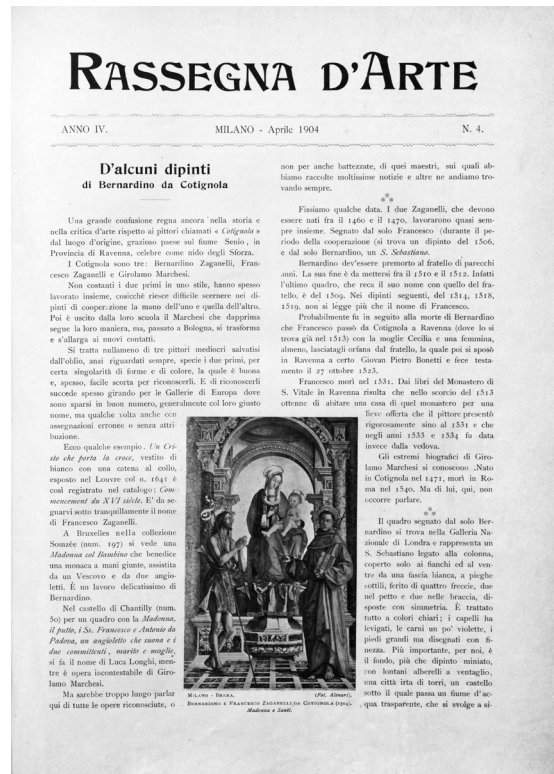 RASSEGNA D'ARTE
ANNO IV.
MILANO - Aprile 1904
N. 4.
D'alcuni dipinti
di Bernardino da Cotignola
Una grande confusione regna ancora nella storia e
nella critica d'arte rispetto ai pittori chiamati « Cotignola »
dal luogo d'origine, grazioso paese sul fiume Senio, in
Provincia di Ravenna, celebre come nido degli Sforza.
I Cotignola sono tre: Bernardino Zaganelli, Fran-
cesco Zaganelli e Girolamo Marchesi.
Non contanti i due primi in uno stile, hanno spesso
lavorato insieme, cosicchè riesce difficile scernere nei di-
pinti di cooperazione la mano dell'uno e quella dell'altro.
Poi è uscito dalla loro scuola il Marchesi che dapprima
segue la loro maniera, ma, passato a Bologna, si trasforma
e s'allarga ai nuovi contatti.
Si tratta nullameno di tre pittori mediocri salvatisi
dall'oblio, anzi riguardati sempre, specie i due primi, per
certa singolarità di forme e di colore, la quale è buona
e, spesso, facile scorta per riconoscerli. E di riconoscerli
succede spesso girando per le Gallerie di Europa dove
sono sparsi in buon numero, generalmente col loro giusto
nome, ma qualche volta anche con
assegnazioni erronee o senza attri-
buzione.
Ecco qualche esempio. Un Cri-
sto che porta la croce, vestito di
bianco con una catena al collo,
esposto nel Louvre col n. 1641 è
così registrato nel catalogo: Com-
mencement du XVI siècle. E' da se-
gnarvi sotto tranquillamente il nome
di Francesco Zaganelli.
A Bruxelles nella collezione
Somzée (num. 197) si vede una
Madonna col Bambino che benedice
una monaca a mani giunte, assistita
da un Vescovo e da due angio-
letti. È un lavoro delicatissimo di
Bernardino.
Nel castello di Chantilly (num.
50) per un quadro con la Madonna,
il putto, i Ss. Francesco e Antonio da
Padova, un angioletto che suona e i
due committenti, marito e moglie,
si fa il nome di Luca Longhi, men-
tre è opera incontestabile di Giro-
lamo Marchesi.
Ma sarebbe troppo lungo parlar
qui di tutte le opere riconosciute, o
non per anche battezzate, di quei maestri, sui quali ab-
biamo raccolte moltissime notizie e altre ne andiamo tro-
vando sempre.
***
Fissiamo qualche data. I due Zaganelli, che devono
essere nati fra il 1460 e il 1470, lavorarono quasi sem-
pre insieme. Segnato dal solo Francesco (durante il pe-
riodo della cooperazione (si trova un dipinto del 1506,
e dal solo Bernardino, un S. Sebastiano.
Bernardino dev'essere premorto al fratello di parecchi
anni. La sua fine è da mettersi fra il 1510 e il 1512. Infatti
l'ultimo quadro, che reca il suo nome con quello del fra-
tello, è del 1509. Nei dipinti seguenti, del 1514, 1518,
1519, non si legge più che il nome di Francesco.
Probabilmente fu in seguito alla morte di Bernardino
che Francesco passò da Cotignola a Ravenna (dove lo si
trova già nel 1513) con la moglie Cecilia e una femmina,
almeno, lasciatagli orfana dal fratello, la quale poi si sposò
in Ravenna a certo Giovan Pietro Bonetti e fece testa-
mento il 27 ottobre 1523.
Francesco morì nel 1531. Dai libri del Monastero di
S. Vitale in Ravenna risulta che nello scorcio del 1513
ottenne di abitare una casa di quel monastero per una
lieve offerta che il pittore presentò
rigorosamente sino al 1531 e che
negli anni 1533 e 1534 fu data
invece dalla vedova.
Gli estremi biografici di Giro-
lamo Marchesi si conoscono .Nato
in Cotignola nel 1471, morì in Ro-
ma nel 1540. Ma di lui, qui, non
occorre parlare.
***
Il quadro segnato dal solo Ber-
nardino si trova nella Galleria Na-
zionale di Londra e rappresenta un
S. Sebastiano legato alla colonna,
coperto solo ai fianchi ed al ven-
tre da una fascia bianca, a pieghe
sottili, ferito di quattro freccie, due
nel petto e due nelle braccia, di-
sposte con simmetria. È trattato
tutto a colori chiari; i capelli ha
levigati, le carni un po' violette, i
piedi grandi ma disegnati con fi-
nezza. Più importante, per noi, è
il fondo, più che dipinto miniato,
con lontani alberelli a ventaglio,
una città irta di torri, un castello
sotto il quale passa un fiume d'ac-
qua trasparente, che si svolge a si-
MILANO - BRERA.
(Fot. Alinari).
BERNARDINO E FRANCESCO ZAGANELLI DA COTIGNOLA (1504).
Madonna e Santi.